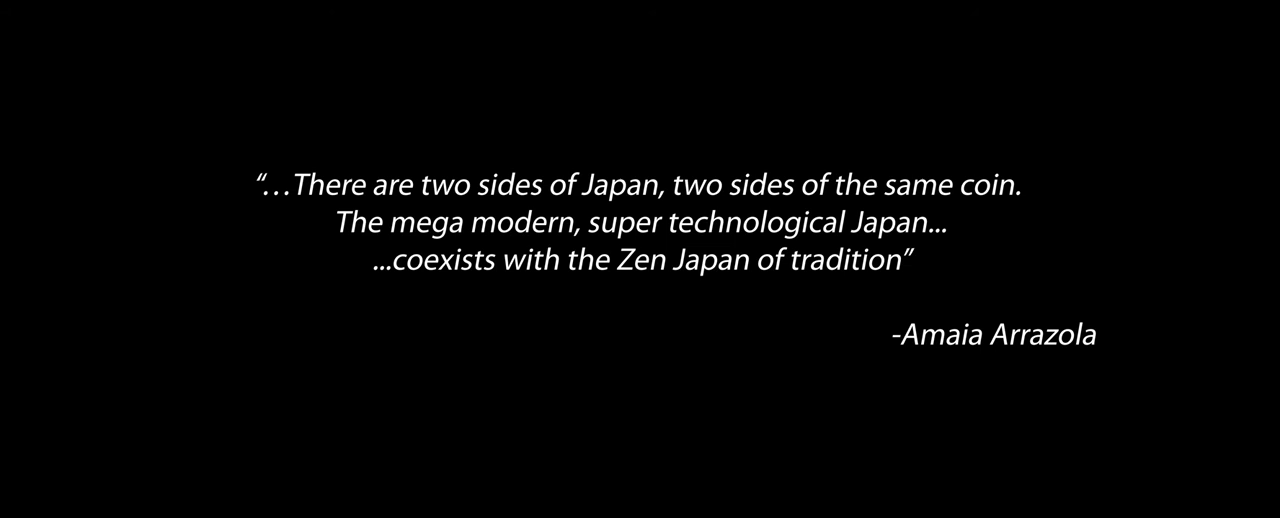 “…There are two sides of Japan, two sides of the same coin.
The mega modern, super technological Japan...
...coexists with the Zen Japan of tradition”
-Amaia Arrazola